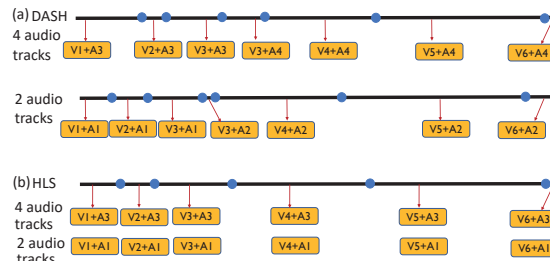 (a) DASH
4 audio
tracks
V1+A3 V2+A3 V3+A3 V3+A4 V4+A4 V5+A4 V6+A4
2 audio
tracks
V1+A1 V2+A1 V3+A1 V3+A2 V4+A2 V5+A2 V6+A2
(b) HLS
4 audio
tracks
V1+A3 V2+A3 V3+A3 V4+A3 V5+A3 V6+A3
2 audio
tracks
V1+A1 V2+A1 V3+A1 V4+A1 V5+A1 V6+A1